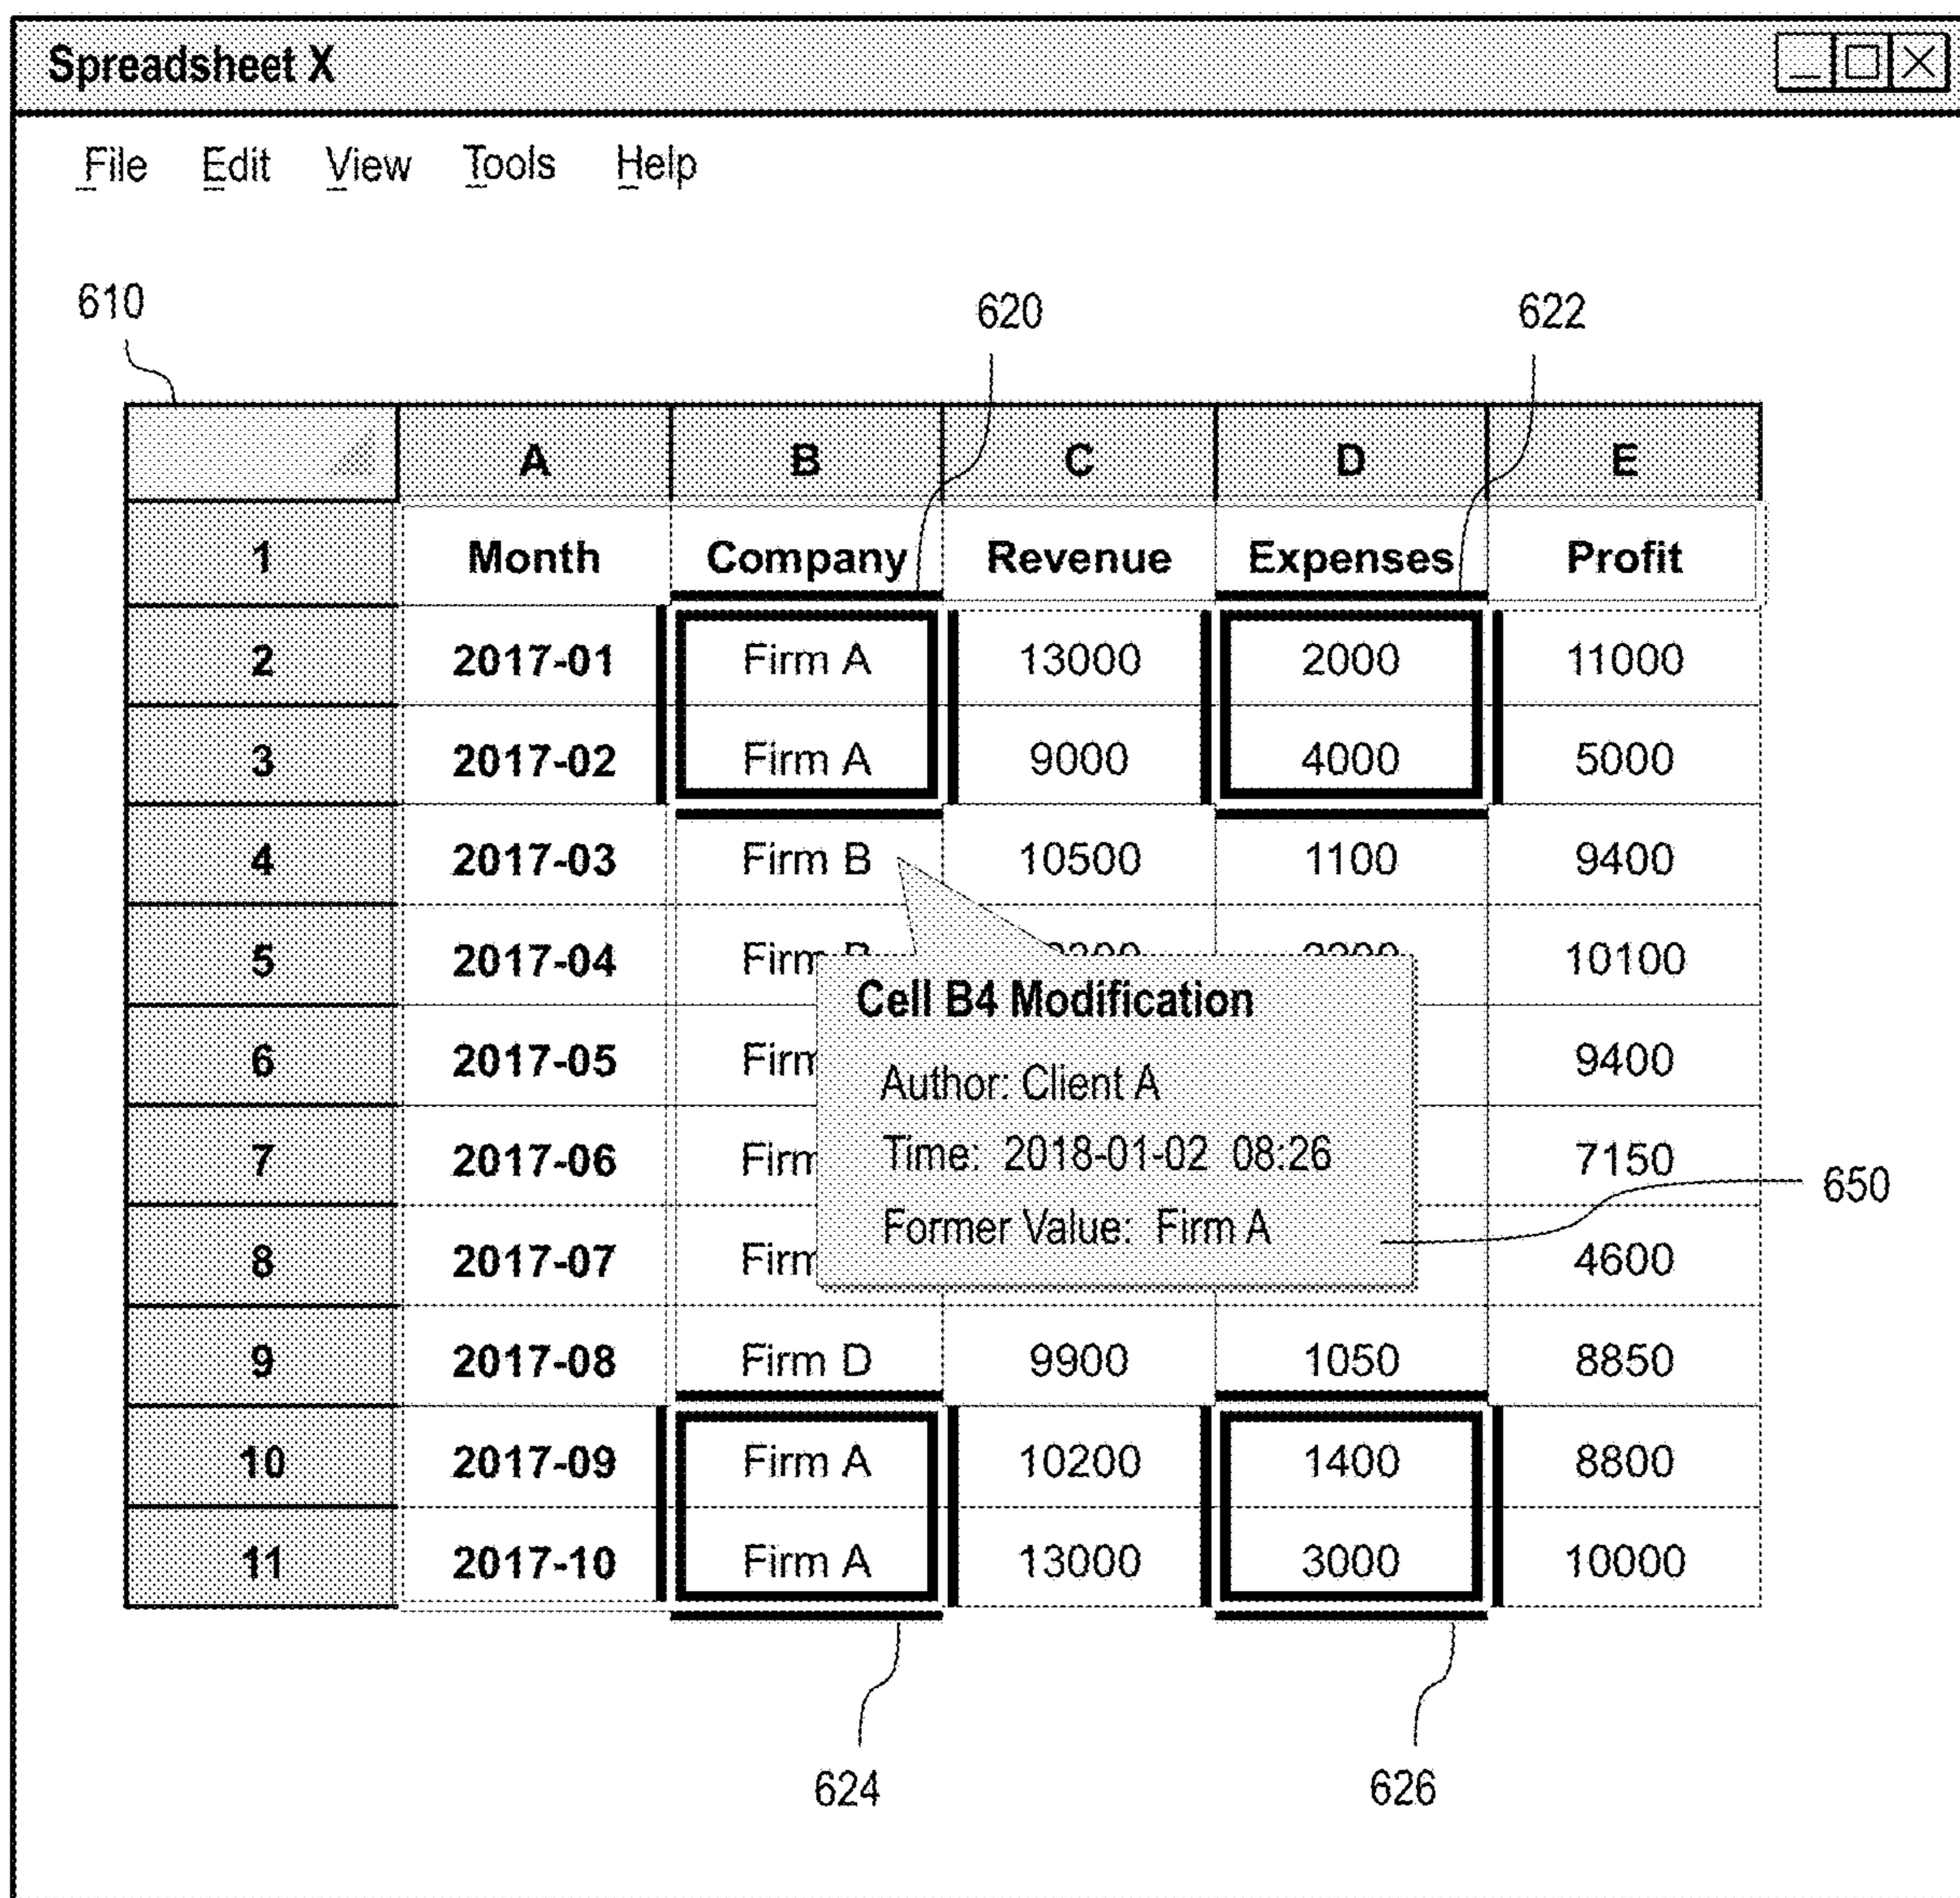 Spreadsheet X
File Edit View Tools Help
610 620 622
A B C D E
1 Month Company Revenue Expenses Profit
2 2017-01 Firm A 13000 2000 11000
3 2017-02 Firm A 9000 4000 5000
4 2017-03 Firm B 10500 1100 9400
5 2017-04 Firm 10100
Cell B4 Modification
6 2017-05 Firm 9400
Author: Client A
7 2017-06 Firm 7150
Time: 2018-01-02 08:26
650
8 2017-07 Firm 4600
Former Value: Firm A
9 2017-08 Firm D 9900 1050 8850
10 2017-09 Firm A 10200 1400 8800
11 2017-10 Firm A 13000 3000 10000
624 626